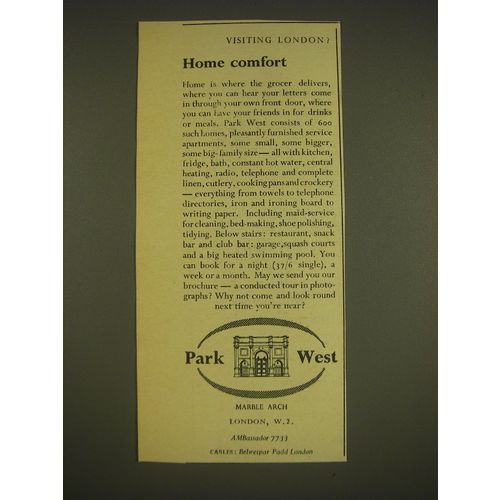 VISITING LONDON?
Home comfort
Home is where the grocer delivers,
where you can hear your letters come
in through your own front door, where
you can have your friends in for drinks
or meals. Park West consists of 600
such homes, pleasantly furnished service
apartments, some small, some bigger,
some big-family size — all with kitchen,
fridge, bath, constant hot water, central
heating, radio, telephone and complete
linen, cutlery, cooking pans and crockery
— everything from towels to telephone
directories, iron and ironing board to
writing paper. Including maid-service
for cleaning, bed-making, shoe polishing,
tidying. Below stairs: restaurant, snack
bar and club bar: garage, squash courts
and a big heated swimming pool. You
can book for a night (37/6 single), a
week or a month. May we send you our
brochure — a conducted tour in photo-
graphs? Why not come and look round
next time you're near?
Park West
MARBLE ARCH
LONDON, W.2.
AMBassador 7733
CABLES: Belwespar Padd London